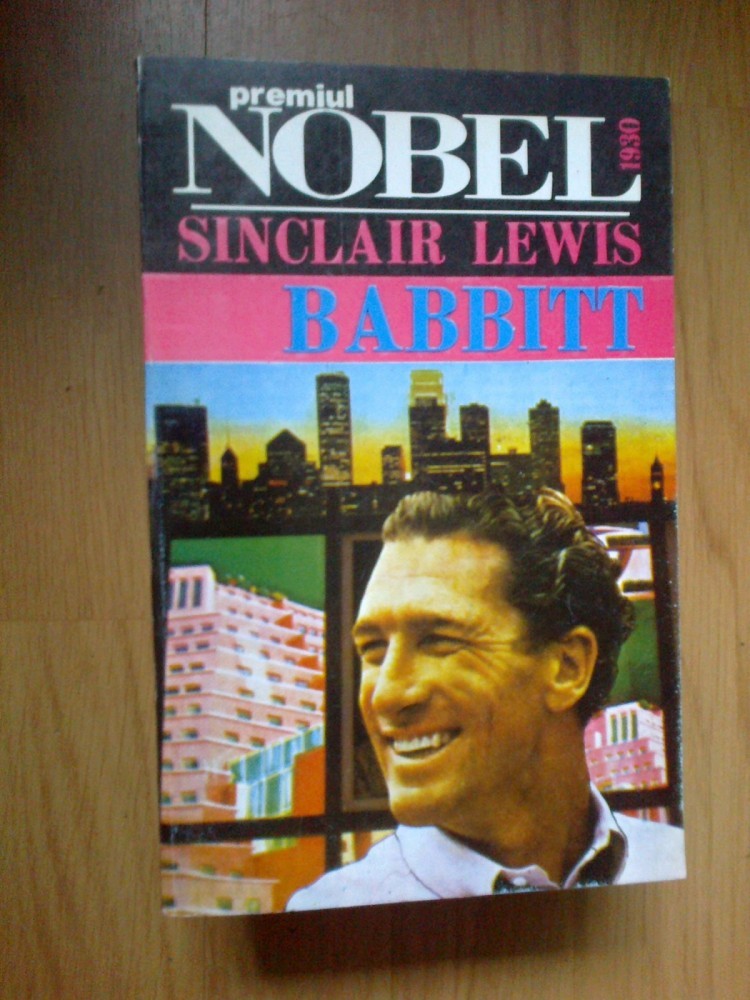 premiul
NOBEL
1930
SINCLAIR LEWIS
BABBITT